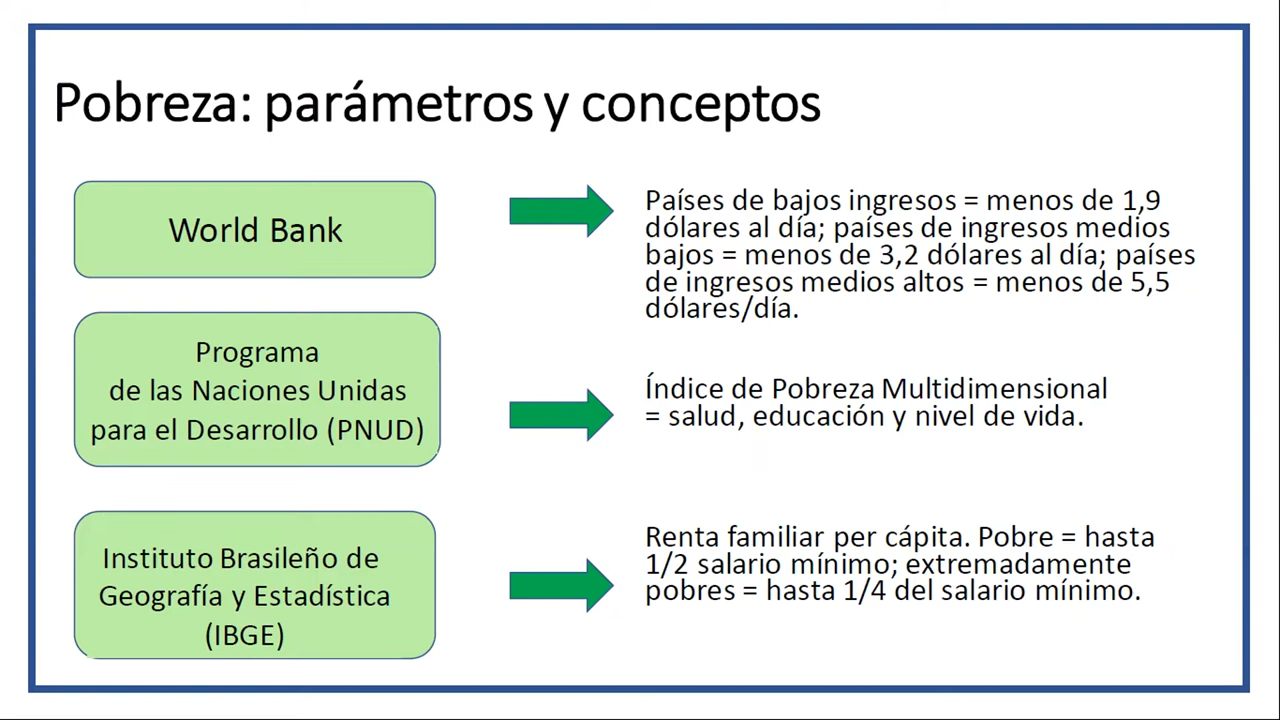 Pobreza: parámetros y conceptos
World Bank
Países de bajos ingresos = menos de 1,9
dólares al día; países de ingresos medios
bajos = menos de 3,2 dólares al día; países
de ingresos medios altos = menos de 5,5
dólares/día.
Programa
de las Naciones Unidas
para el Desarrollo (PNUD)
Índice de Pobreza Multidimensional
= salud, educación y nivel de vida.
Instituto Brasileño de
Geografía y Estadística
(IBGE)
Renta familiar per cápita. Pobre = hasta
1/2 salario mínimo; extremadamente
pobres = hasta 1/4 del salario mínimo.